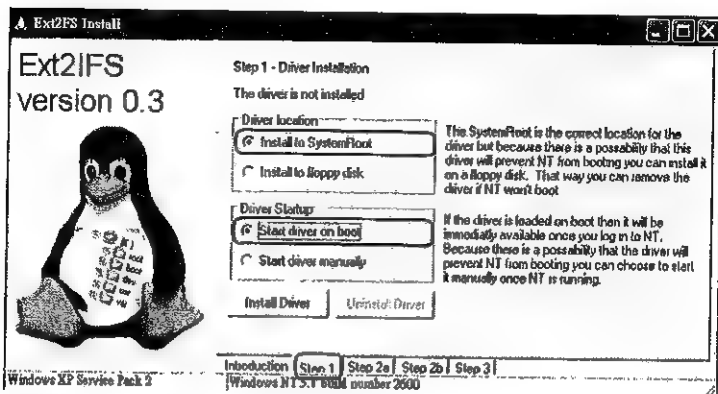 Ext2FS Install
Ext2IFS
version 0.3
Step 1 - Driver Installation
The driver is not installed
Driver location
Install to SystemRoot
Install to floppy disk
This SystemRoot is the correct location for the
driver but because there is a possability that this
driver will prevent NT from booting you can install it
on a floppy disk. That way you can remove the
driver if NT won't boot
Driver Startup
Start driver on boot
Start driver manually
If the driver is loaded on boot then it will be
immediatly available once you log in to NT.
Because there is a possability that the driver will
prevent NT from booting you can choose to start
it manually once NT is running.
Install Driver
Uninstall Driver
Introduction
Step 1
Step 2a
Step 2b
Step 3
Windows XP Service Pack 2
Windows NT 5.1 build number 2600